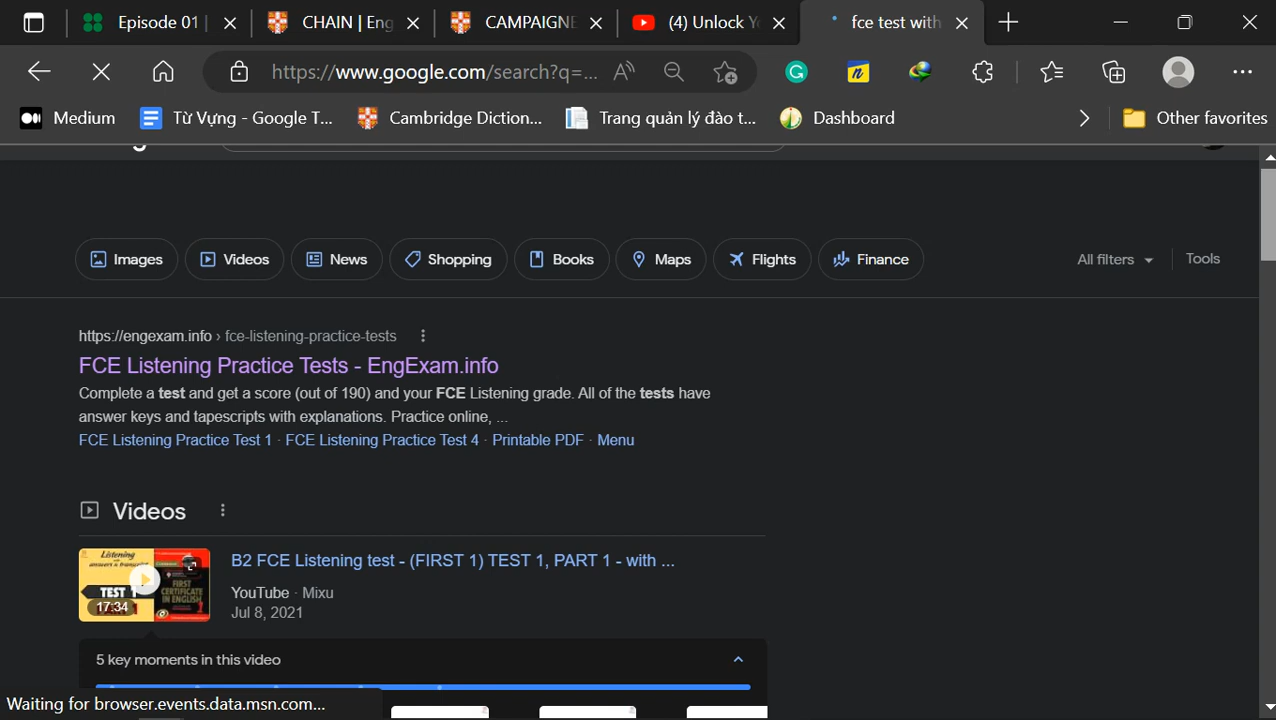 Episode 01 |
CHAIN | Eng
CAMPAIGNE
(4) Unlock Y
fce test with
https://www.google.com/search?q=...
Medium
Từ Vựng - Google T...
Cambridge Diction...
Trang quản lý đào t...
Dashboard
Other favorites
Images
Videos
News
Shopping
Books
Maps
Flights
Finance
All filters
Tools
https://engexam.info › fce-listening-practice-tests
FCE Listening Practice Tests - EngExam.info
Complete a test and get a score (out of 190) and your FCE Listening grade. All of the tests have
answer keys and tapescripts with explanations. Practice online, ...
FCE Listening Practice Test 1 · FCE Listening Practice Test 4 · Printable PDF · Menu
Videos
B2 FCE Listening test - (FIRST 1) TEST 1, PART 1 - with ...
Listening
TEST 1
17:34
FIRST
CERTIFICATE
IN ENGLISH
YouTube · Mixu
Jul 8, 2021
5 key moments in this video
Waiting for browser.events.data.msn.com...